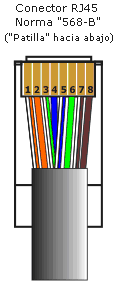 Conector RJ45
Norma "568-B"
("Patilla" hacia abajo)
1 2 3 4 5 6 7 8